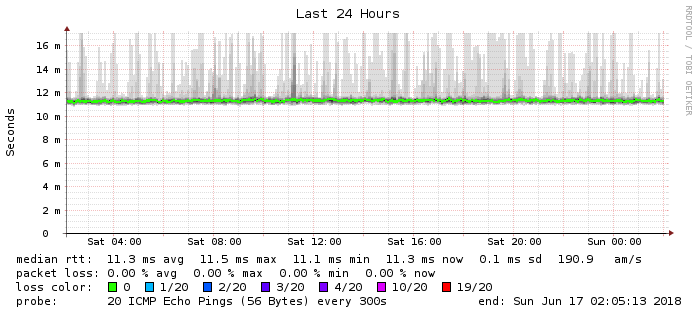 Last 24 Hours
RRDTOOL / TOBI OETIKER
Seconds
16 m
14 m
12 m
10 m
8 m
6 m
4 m
2 m
0
Sat 04:00 Sat 08:00 Sat 12:00 Sat 16:00 Sat 20:00 Sun 00:00
median rtt: 11.3 ms avg 11.5 ms max 11.1 ms min 11.3 ms now 0.1 ms sd 190.9 am/s
packet loss: 0.00 % avg 0.00 % max 0.00 % min 0.00 % now
loss color: 0 1/20 2/20 3/20 4/20 10/20 19/20
probe: 20 ICMP Echo Pings (56 Bytes) every 300s end: Sun Jun 17 02:05:13 2018